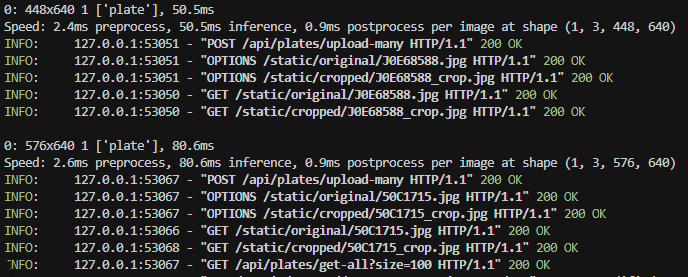 0: 448x640 1 ['plate'], 50.5ms
Speed: 2.4ms preprocess, 50.5ms inference, 0.9ms postprocess per image at shape (1, 3, 448, 640)
INFO:     127.0.0.1:53051 - "POST /api/plates/upload-many HTTP/1.1" 200 OK
INFO:     127.0.0.1:53051 - "OPTIONS /static/original/J0E68588.jpg HTTP/1.1" 200 OK
INFO:     127.0.0.1:53051 - "OPTIONS /static/cropped/J0E68588_crop.jpg HTTP/1.1" 200 OK
INFO:     127.0.0.1:53050 - "GET /static/original/J0E68588.jpg HTTP/1.1" 200 OK
INFO:     127.0.0.1:53050 - "GET /static/cropped/J0E68588_crop.jpg HTTP/1.1" 200 OK
0: 576x640 1 ['plate'], 80.6ms
Speed: 2.6ms preprocess, 80.6ms inference, 0.9ms postprocess per image at shape (1, 3, 576, 640)
INFO:     127.0.0.1:53067 - "POST /api/plates/upload-many HTTP/1.1" 200 OK
INFO:     127.0.0.1:53067 - "OPTIONS /static/original/50C1715.jpg HTTP/1.1" 200 OK
INFO:     127.0.0.1:53067 - "OPTIONS /static/cropped/50C1715_crop.jpg HTTP/1.1" 200 OK
INFO:     127.0.0.1:53066 - "GET /static/original/50C1715.jpg HTTP/1.1" 200 OK
INFO:     127.0.0.1:53068 - "GET /static/cropped/50C1715_crop.jpg HTTP/1.1" 200 OK
INFO:     127.0.0.1:53067 - "GET /api/plates/get-all?size=100 HTTP/1.1" 200 OK